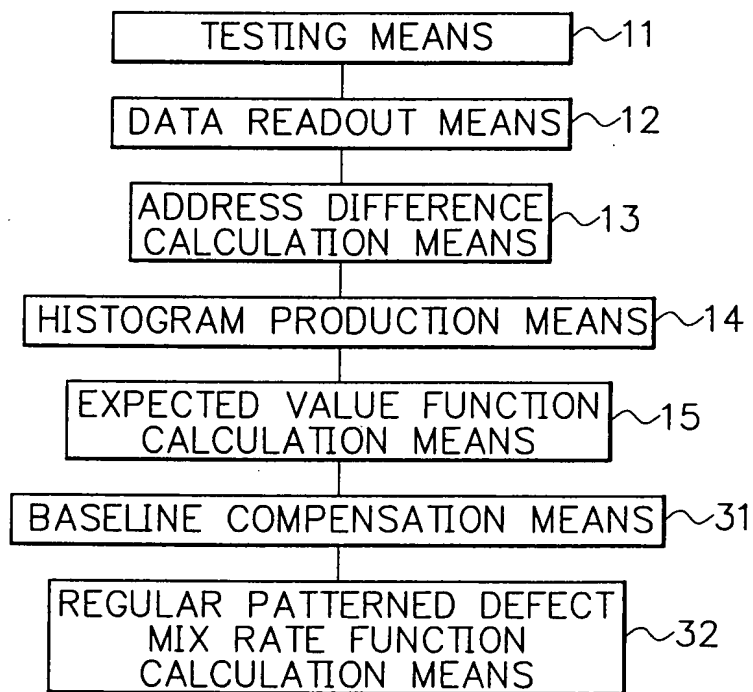 TESTING MEANS 11
DATA READOUT MEANS 12
ADDRESS DIFFERENCE
CALCULATION MEANS 13
HISTOGRAM PRODUCTION MEANS 14
EXPECTED VALUE FUNCTION
CALCULATION MEANS 15
BASELINE COMPENSATION MEANS 31
REGULAR PATTERNED DEFECT
MIX RATE FUNCTION
CALCULATION MEANS 32